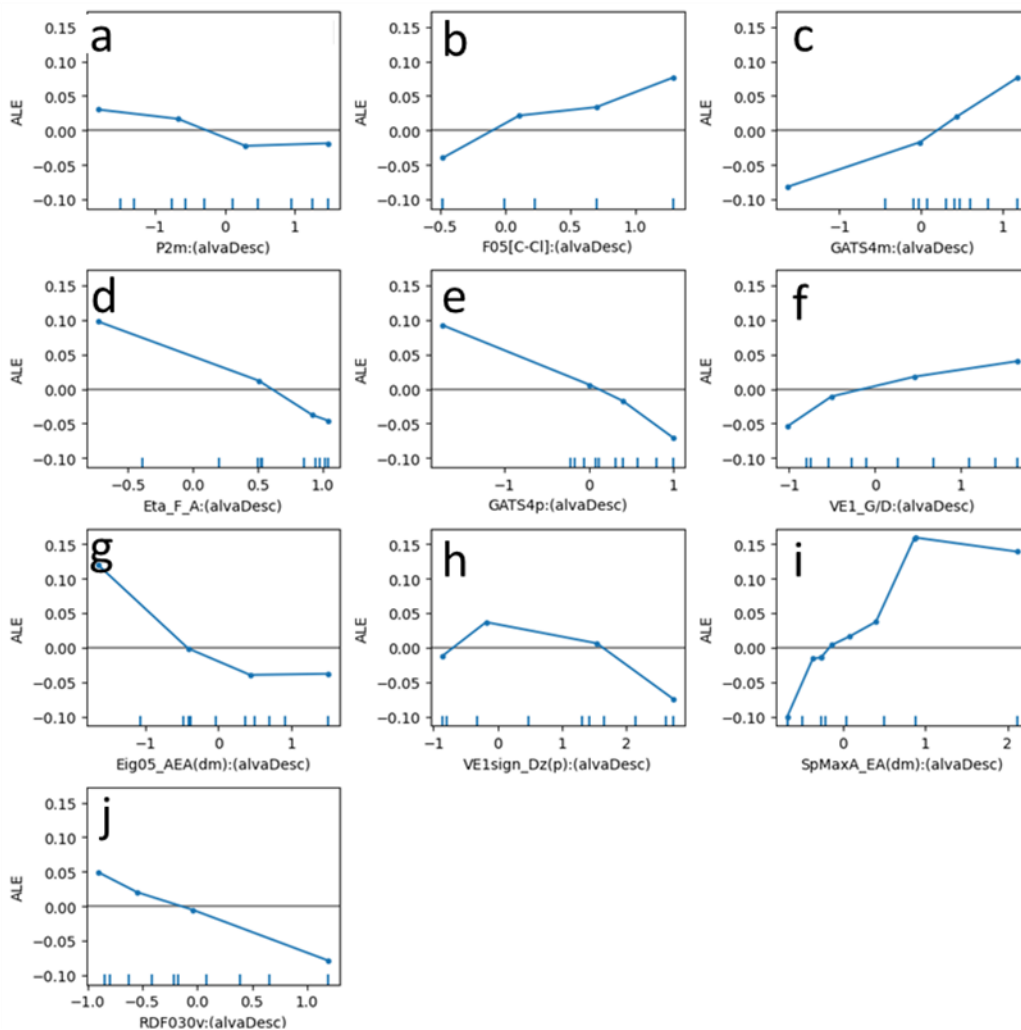 a b c
0.15
0.10
0.05
0.00
−0.05
−0.10
ALE
−1 0 1
P2m:(alvaDesc)
0.15
0.10
0.05
0.00
−0.05
−0.10
ALE
−0.5 0.0 0.5 1.0
F05[C-Cl]:(alvaDesc)
0.15
0.10
0.05
0.00
−0.05
−0.10
ALE
−1 0 1
GATS4m:(alvaDesc)
d e f
0.15
0.10
0.05
0.00
−0.05
−0.10
ALE
−0.5 0.0 0.5 1.0
Eta_F_A:(alvaDesc)
0.15
0.10
0.05
0.00
−0.05
−0.10
ALE
−1 0 1
GATS4p:(alvaDesc)
0.15
0.10
0.05
0.00
−0.05
−0.10
ALE
−1 0 1
VE1_G/D:(alvaDesc)
g h i
0.15
0.10
0.05
0.00
−0.05
−0.10
ALE
−1 0 1
Eig05_AEA(dm):(alvaDesc)
0.15
0.10
0.05
0.00
−0.05
−0.10
ALE
−1 0 1 2
VE1sign_Dz(p):(alvaDesc)
0.15
0.10
0.05
0.00
−0.05
−0.10
ALE
0 1 2
SpMaxA_EA(dm):(alvaDesc)
j
0.15
0.10
0.05
0.00
−0.05
−0.10
ALE
−1.0 −0.5 0.0 0.5 1.0
RDF030v:(alvaDesc)